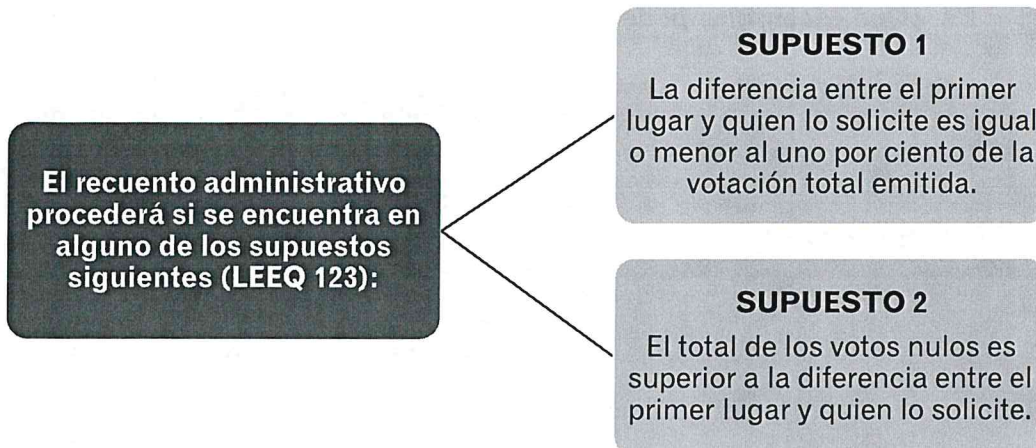 El recuento administrativo
procederá si se encuentra en
alguno de los supuestos
siguientes (LEEQ 123):
SUPUESTO 1
La diferencia entre el primer
lugar y quien lo solicite es igual
o menor al uno por ciento de la
votación total emitida.
SUPUESTO 2
El total de los votos nulos es
superior a la diferencia entre el
primer lugar y quien lo solicite.